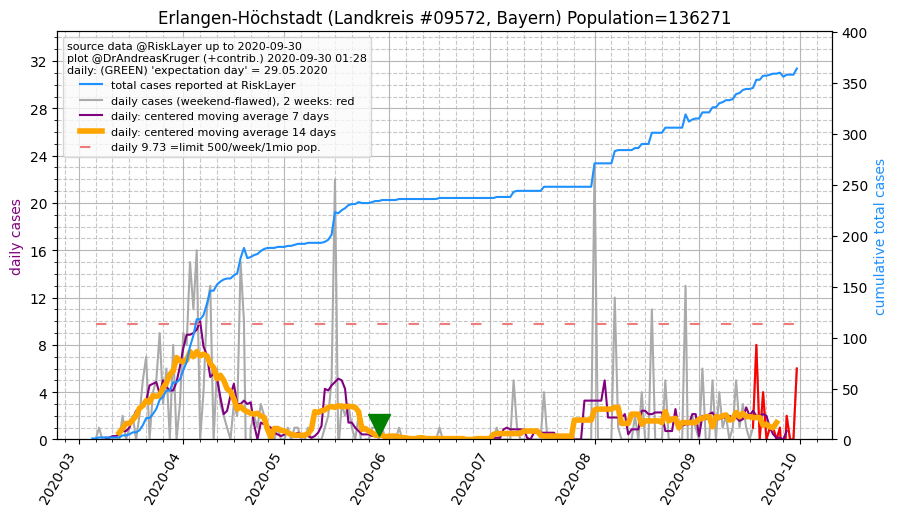 Erlangen-Höchstadt (Landkreis #09572, Bayern) Population=136271
source data @RiskLayer up to 2020-09-30
plot @DrAndreasKruger (+contrib.) 2020-09-30 01:28
daily: (GREEN) 'expectation day' = 29.05.2020
total cases reported at RiskLayer
daily cases (weekend-flawed), 2 weeks: red
daily: centered moving average 7 days
daily: centered moving average 14 days
daily 9.73 =limit 500/week/1mio pop.
daily cases
32
28
24
20
16
12
8
4
0
400
350
300
250
200
150
100
50
0
cumulative total cases
2020-03
2020-04
2020-05
2020-06
2020-07
2020-08
2020-09
2020-10